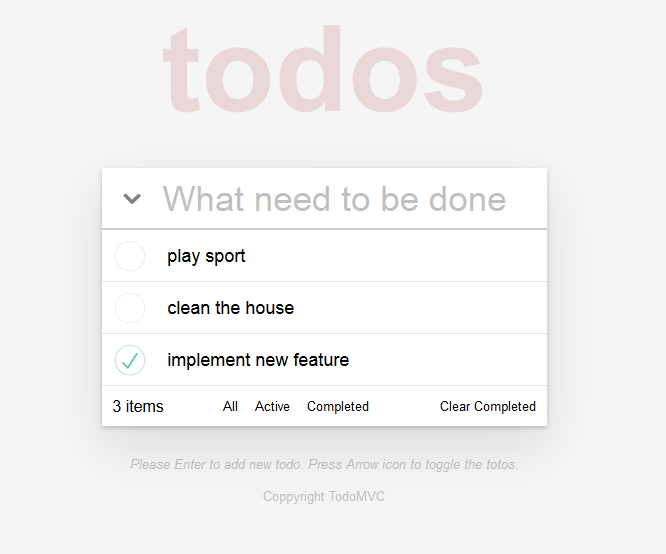 todos
What need to be done
play sport
clean the house
implement new feature
3 items All Active Completed Clear Completed
Please Enter to add new todo. Press Arrow icon to toggle the totos.
Coppyright TodoMVC